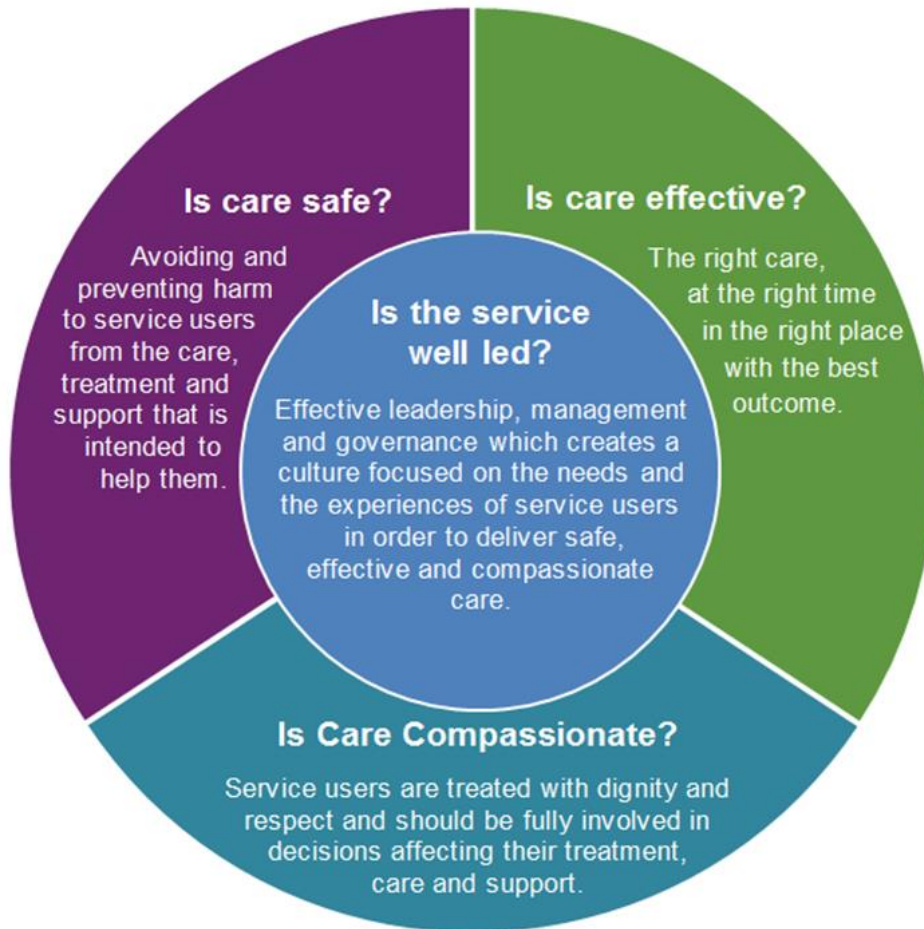 Is care safe?
Avoiding and
preventing harm
to service users
from the care,
treatment and
support that is
intended to
help them.
Is care effective?
The right care,
at the right time
in the right place
with the best
outcome.
Is the service
well led?
Effective leadership, management
and governance which creates a
culture focused on the needs and
the experiences of service users
in order to deliver safe,
effective and compassionate
care.
Is Care Compassionate?
Service users are treated with dignity and
respect and should be fully involved in
decisions affecting their treatment,
care and support.